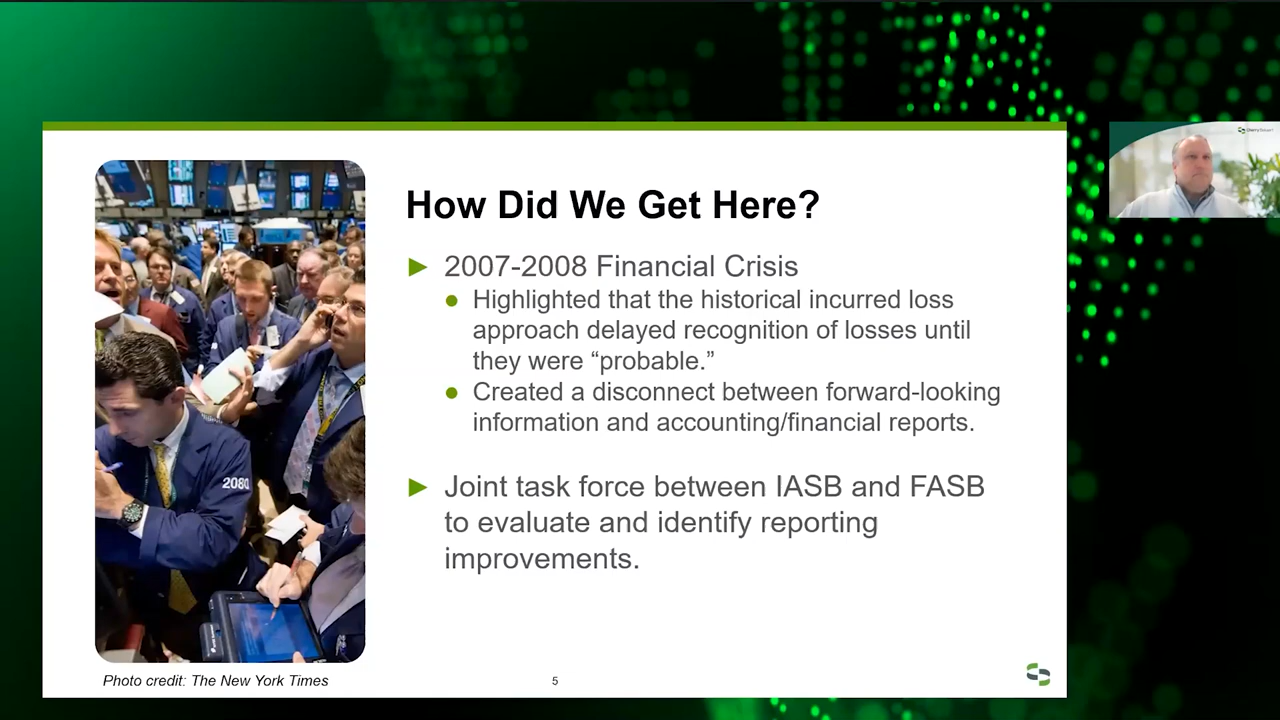 How Did We Get Here?
► 2007-2008 Financial Crisis
● Highlighted that the historical incurred loss
approach delayed recognition of losses until
they were “probable.”
● Created a disconnect between forward-looking
information and accounting/financial reports.
► Joint task force between IASB and FASB
to evaluate and identify reporting
improvements.
2080
Photo credit: The New York Times
5